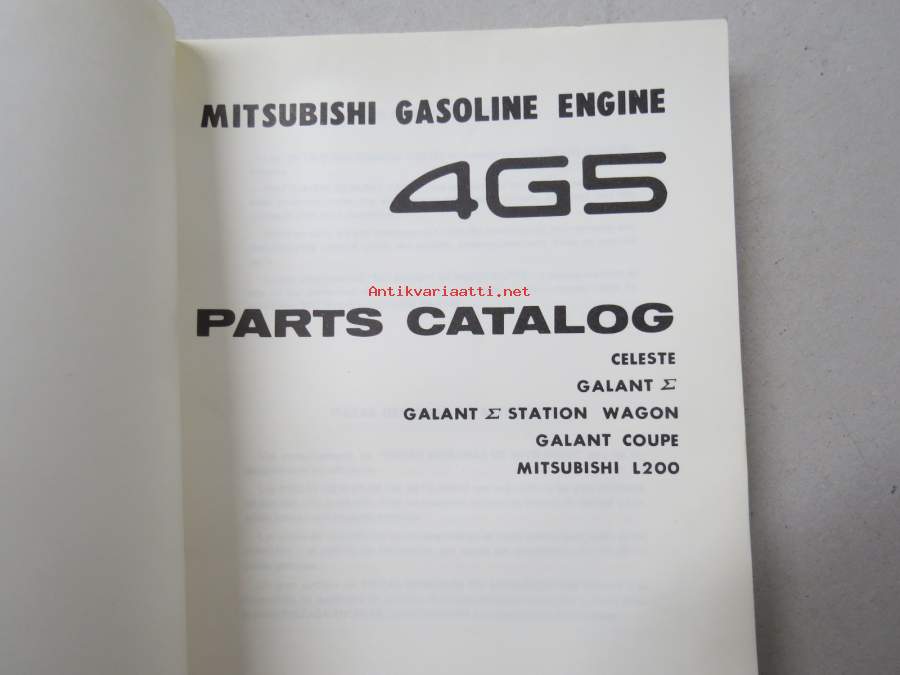 MITSUBISHI GASOLINE ENGINE
4G5
Antikvariaatti.net
PARTS CATALOG
CELESTE
GALANT Σ
GALANT Σ STATION WAGON
GALANT COUPE
MITSUBISHI L200